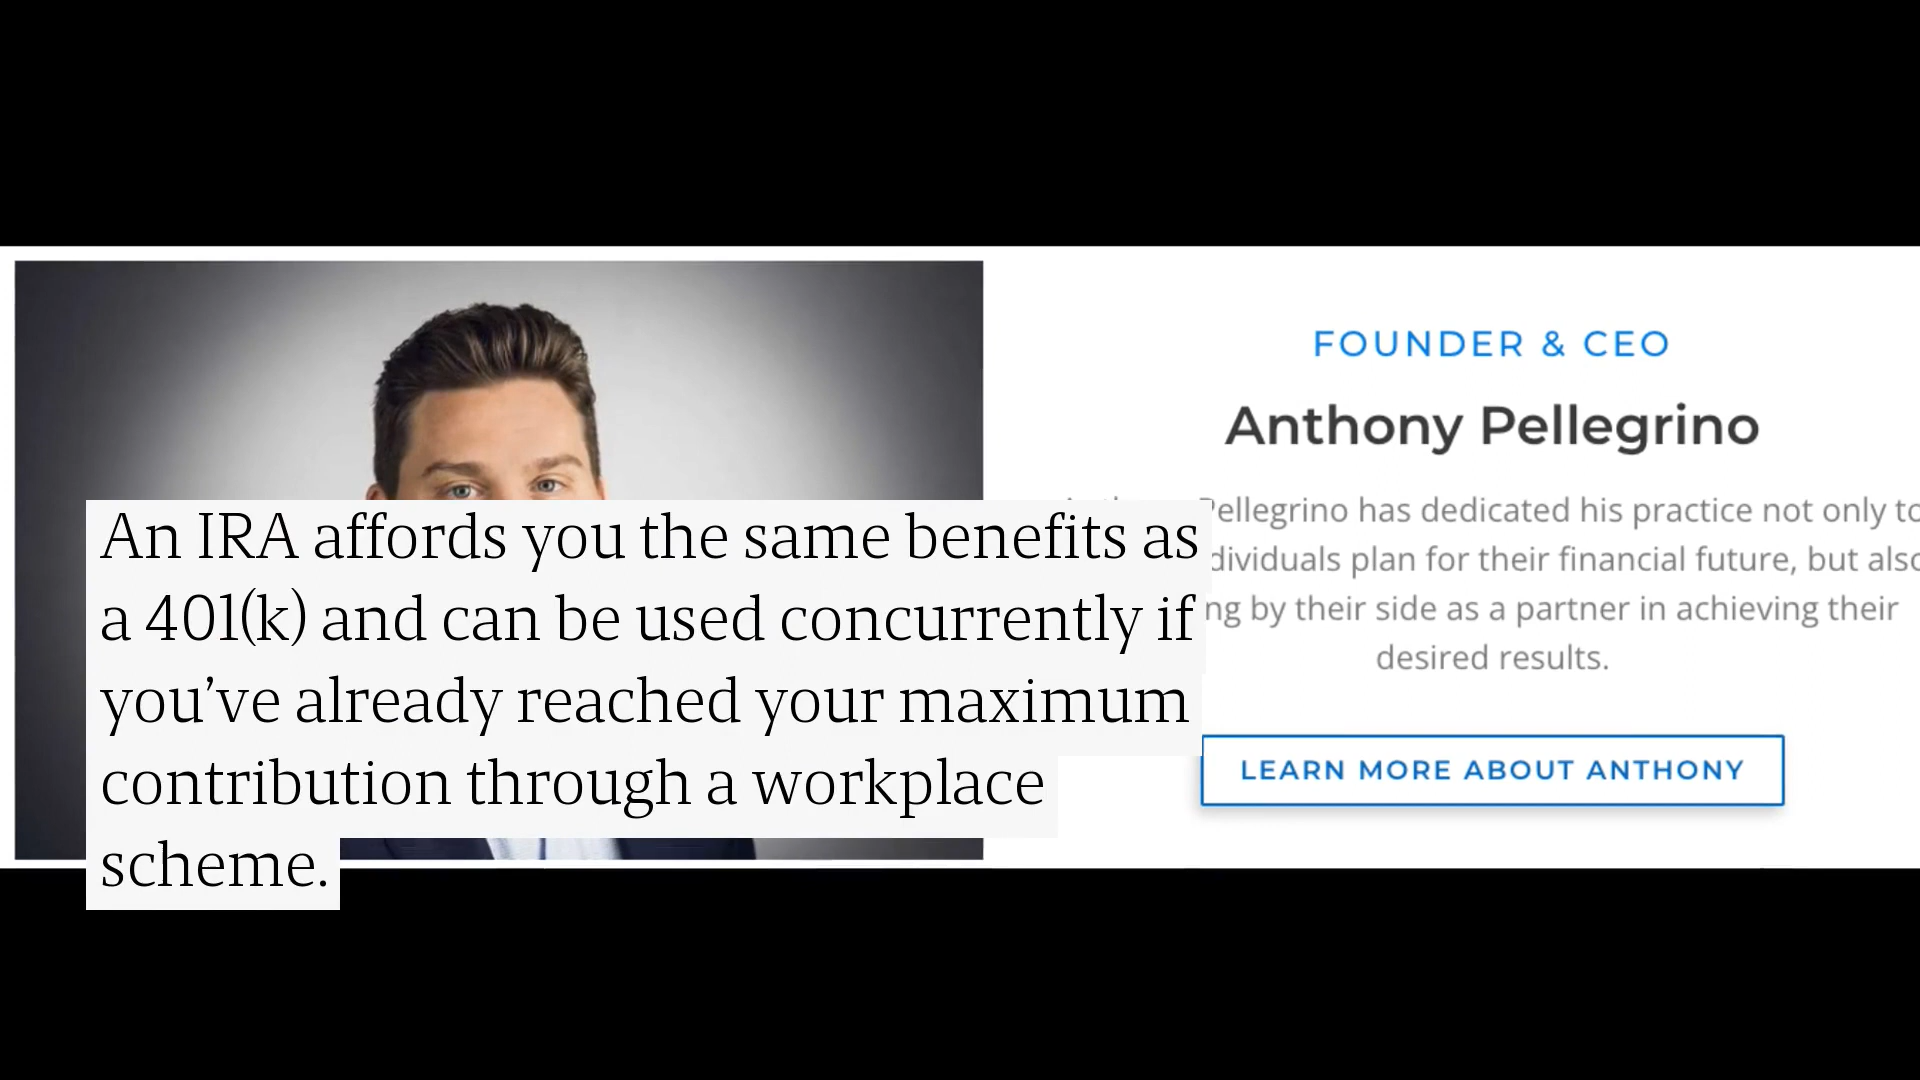 FOUNDER & CEO
Anthony Pellegrino
Pellegrino has dedicated his practice not only to
plan for their financial future, but also
by their side as a partner in achieving their
desired results.
LEARN MORE ABOUT ANTHONY
An IRA affords you the same benefits as
a 401(k) and can be used concurrently if
you’ve already reached your maximum
contribution through a workplace
scheme.